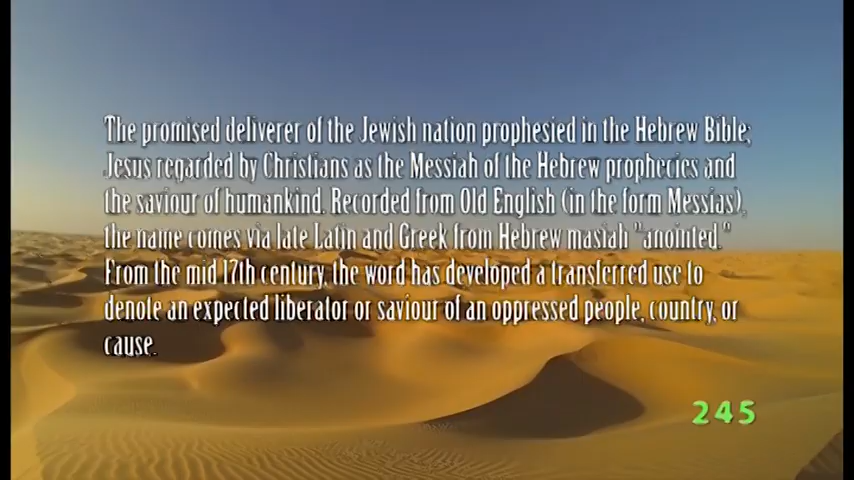 The promised deliverer of the Jewish nation prophesied in the Hebrew Bible;
Jesus regarded by Christians as the Messiah of the Hebrew prophecies and
the saviour of humankind. Recorded from Old English (in the form Messias),
the name comes via late Latin and Greek from Hebrew masiah "anointed."
From the mid 17th century, the word has developed a transferred use to
denote an expected liberator or saviour of an oppressed people, country, or
cause.
245